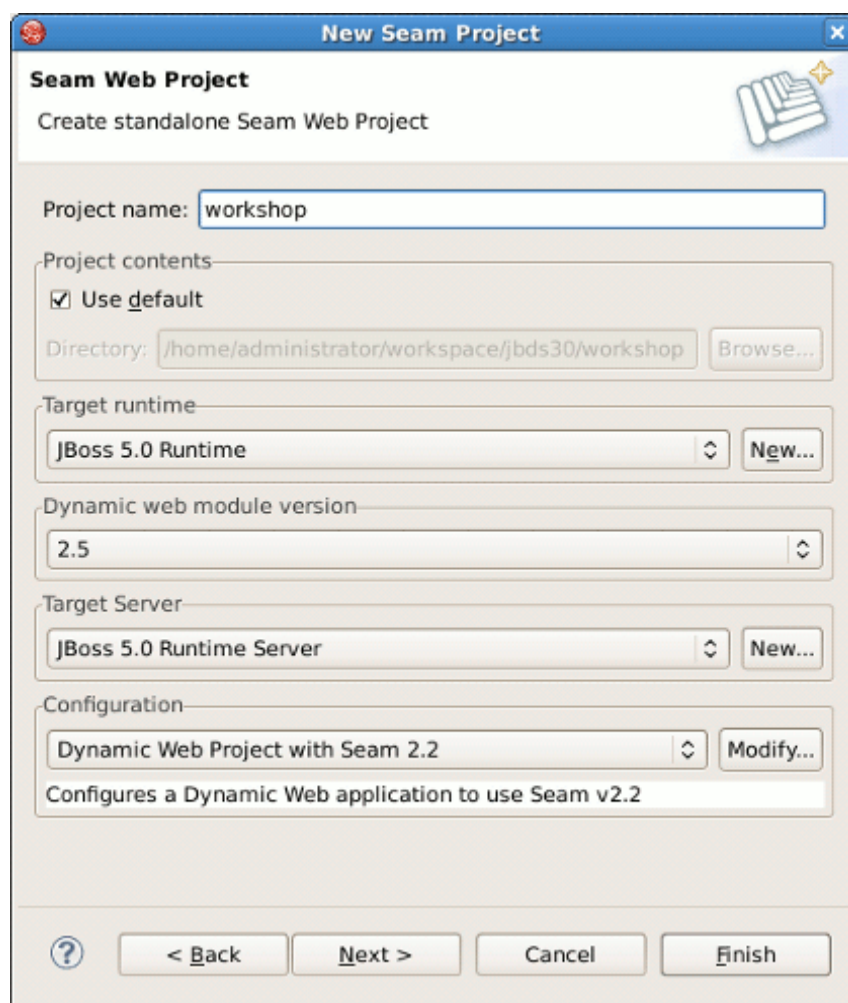 New Seam Project
Seam Web Project
Create standalone Seam Web Project
Project name: workshop
Project contents
Use default
Directory: /home/administrator/workspace/jbds30/workshop Browse...
Target runtime
JBoss 5.0 Runtime New...
Dynamic web module version
2.5
Target Server
JBoss 5.0 Runtime Server New...
Configuration
Dynamic Web Project with Seam 2.2 Modify...
Configures a Dynamic Web application to use Seam v2.2
? < Back Next > Cancel Finish